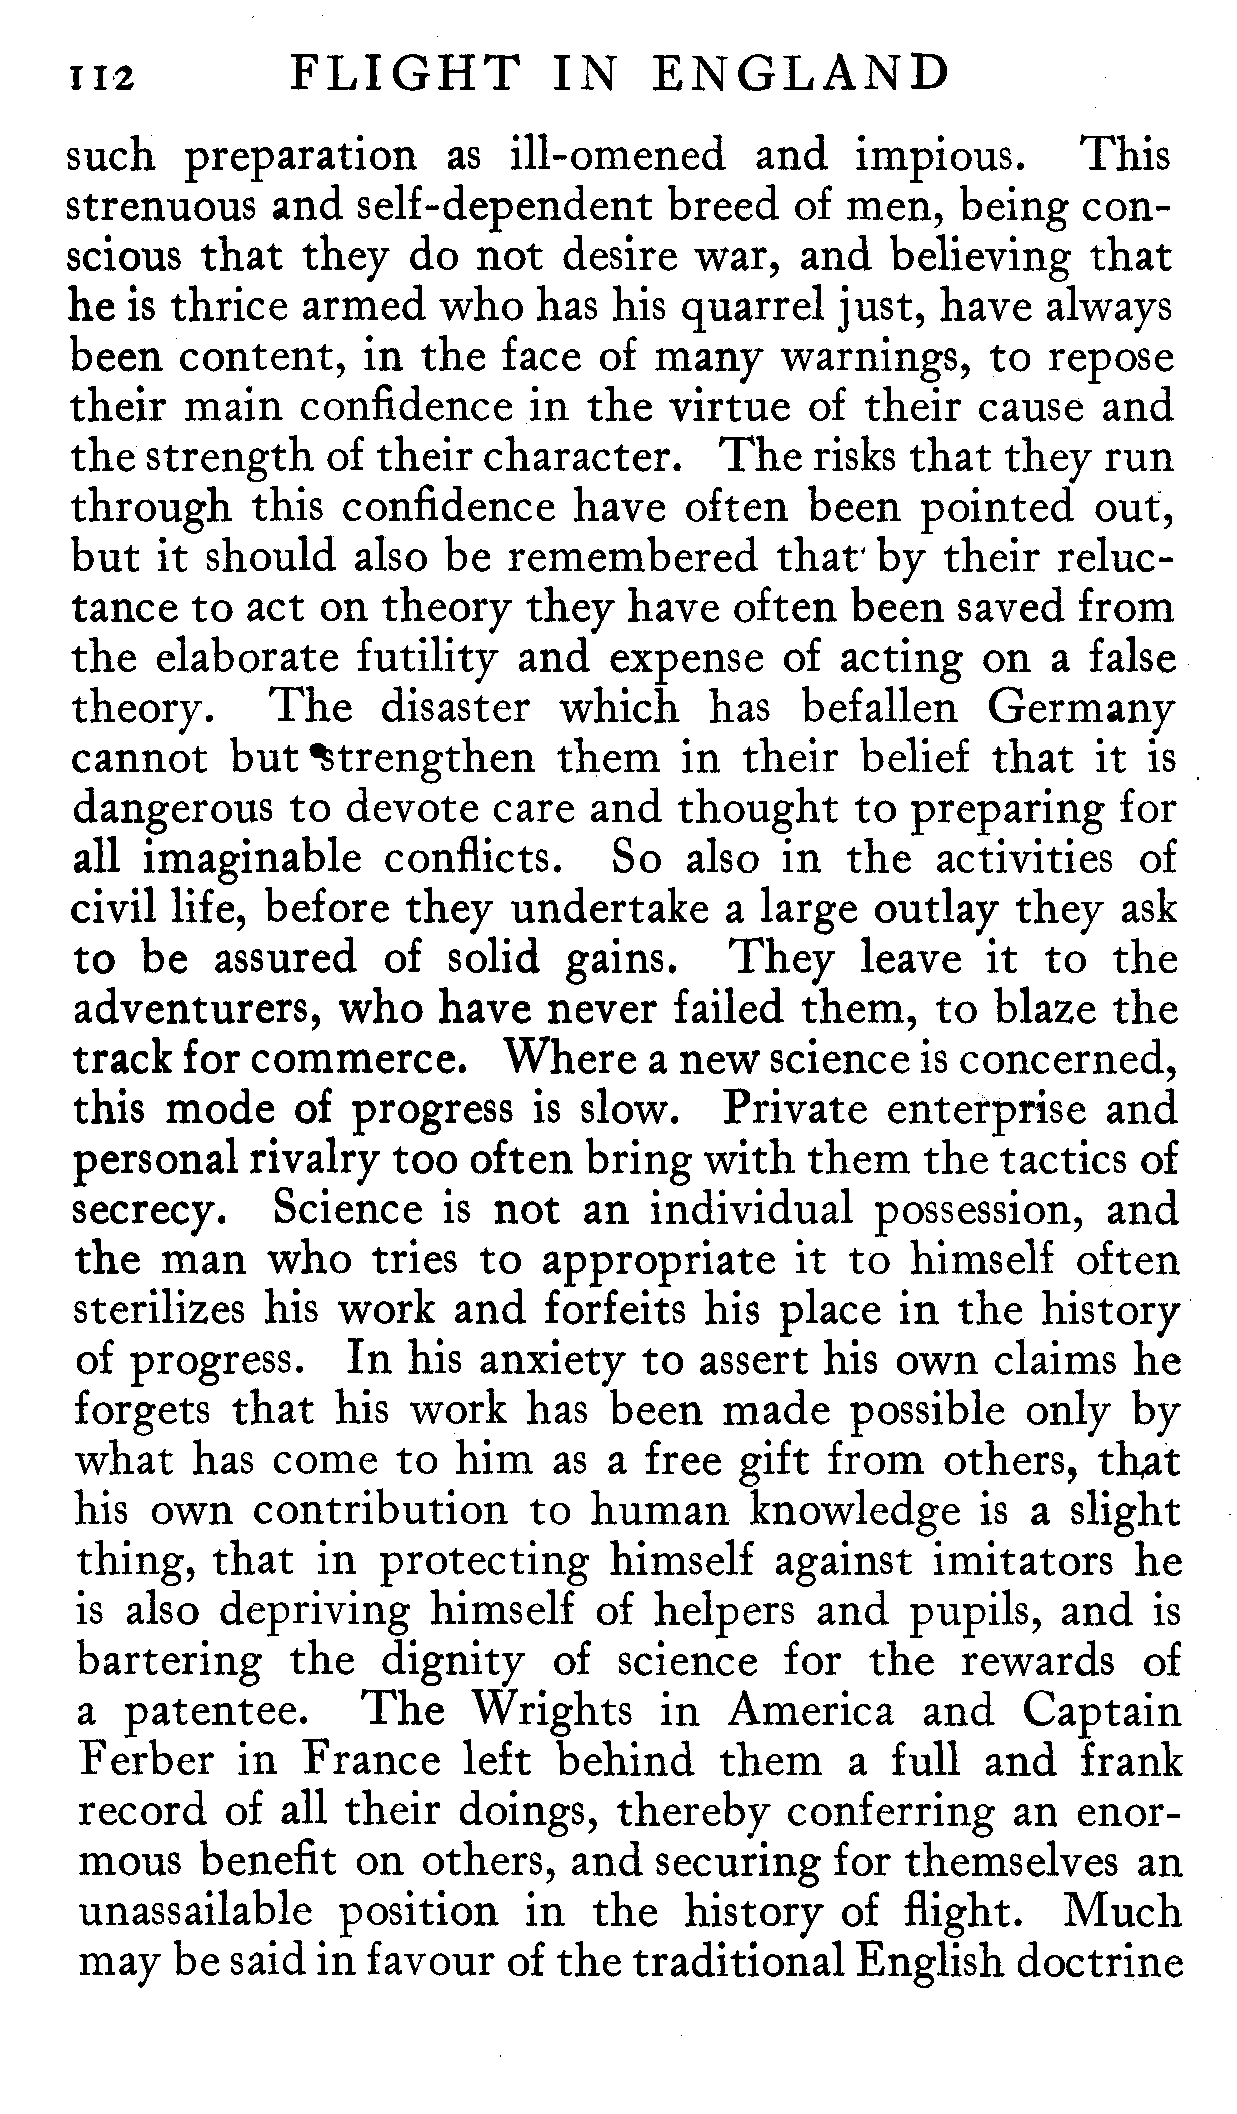 112 FLIGHT IN ENGLAND
such preparation as ill-omened and impious. This
strenuous and self-dependent breed of men, being con-
scious that they do not desire war, and believing that
he is thrice armed who has his quarrel just, have always
been content, in the face of many warnings, to repose
their main confidence in the virtue of their cause and
the strength of their character. The risks that they run
through this confidence have often been pointed out,
but it should also be remembered that by their reluc-
tance to act on theory they have often been saved from
the elaborate futility and expense of acting on a false
theory. The disaster which has befallen Germany
cannot but strengthen them in their belief that it is
dangerous to devote care and thought to preparing for
all imaginable conflicts. So also in the activities of
civil life, before they undertake a large outlay they ask
to be assured of solid gains. They leave it to the
adventurers, who have never failed them, to blaze the
track for commerce. Where a new science is concerned,
this mode of progress is slow. Private enterprise and
personal rivalry too often bring with them the tactics of
secrecy. Science is not an individual possession, and
the man who tries to appropriate it to himself often
sterilizes his work and forfeits his place in the history
of progress. In his anxiety to assert his own claims he
forgets that his work has been made possible only by
what has come to him as a free gift from others, that
his own contribution to human knowledge is a slight
thing, that in protecting himself against imitators he
is also depriving himself of helpers and pupils, and is
bartering the dignity of science for the rewards of
a patentee. The Wrights in America and Captain
Ferber in France left behind them a full and frank
record of all their doings, thereby conferring an enor-
mous benefit on others, and securing for themselves an
unassailable position in the history of flight. Much
may be said in favour of the traditional English doctrine